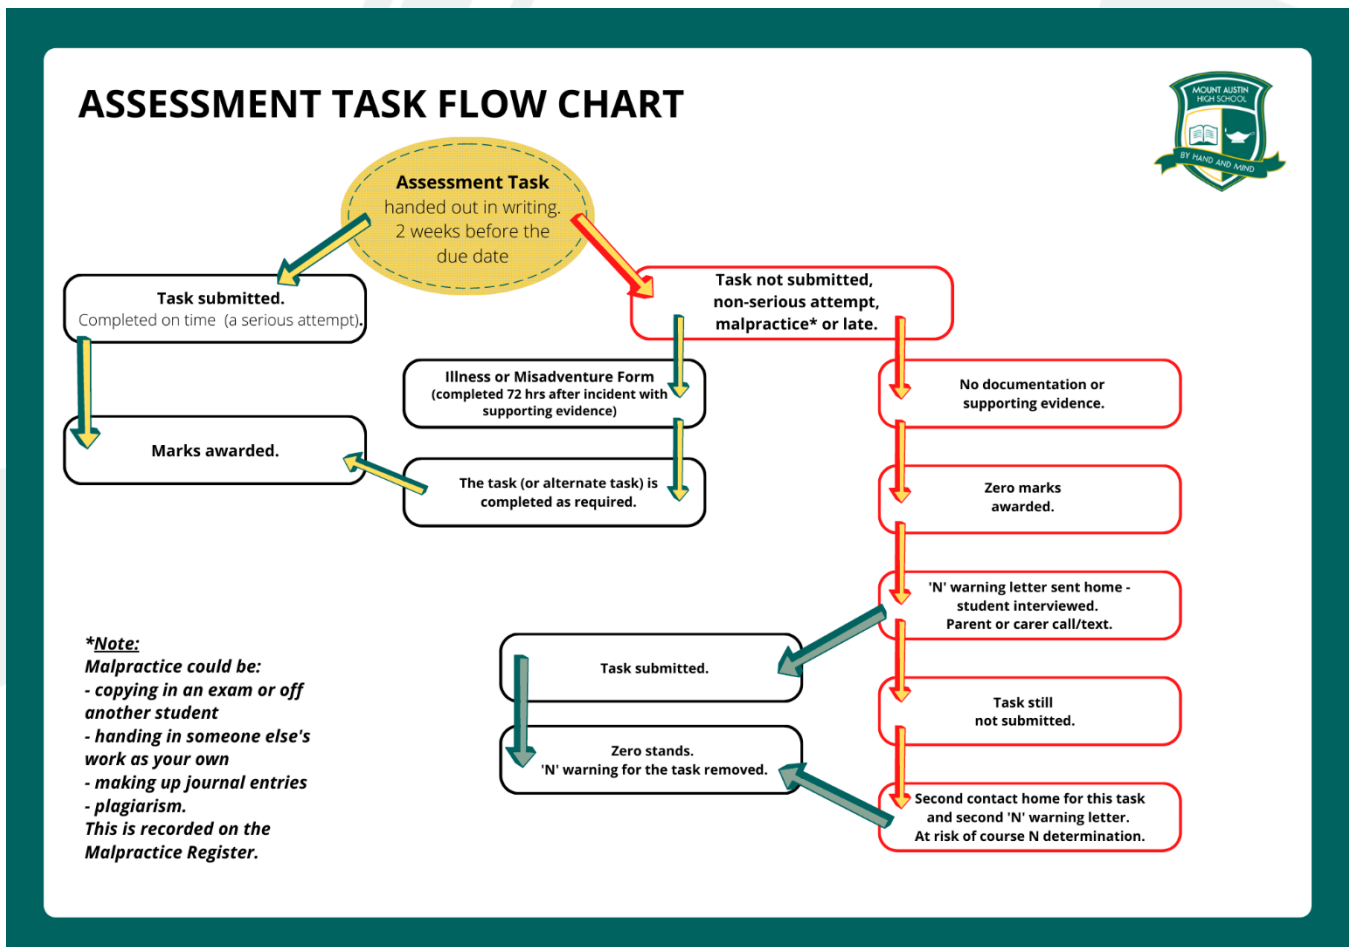 ASSESSMENT TASK FLOW CHART
MOUNT AUSTIN
HIGH SCHOOL
BY HAND AND MIND
Assessment Task
handed out in writing.
2 weeks before the
due date
Task submitted.
Completed on time  (a serious attempt).
Task not submitted,
non-serious attempt,
malpractice* or late.
Illness or Misadventure Form
(completed 72 hrs after incident with
supporting evidence)
No documentation or
supporting evidence.
Marks awarded.
The task (or alternate task) is
completed as required.
Zero marks
awarded.
'N' warning letter sent home -
student interviewed.
Parent or carer call/text.
Task submitted.
Task still
not submitted.
Zero stands.
'N' warning for the task removed.
Second contact home for this task
and second 'N' warning letter.
At risk of course N determination.
*Note:
Malpractice could be:
- copying in an exam or off
another student
- handing in someone else's
work as your own
- making up journal entries
- plagiarism.
This is recorded on the
Malpractice Register.